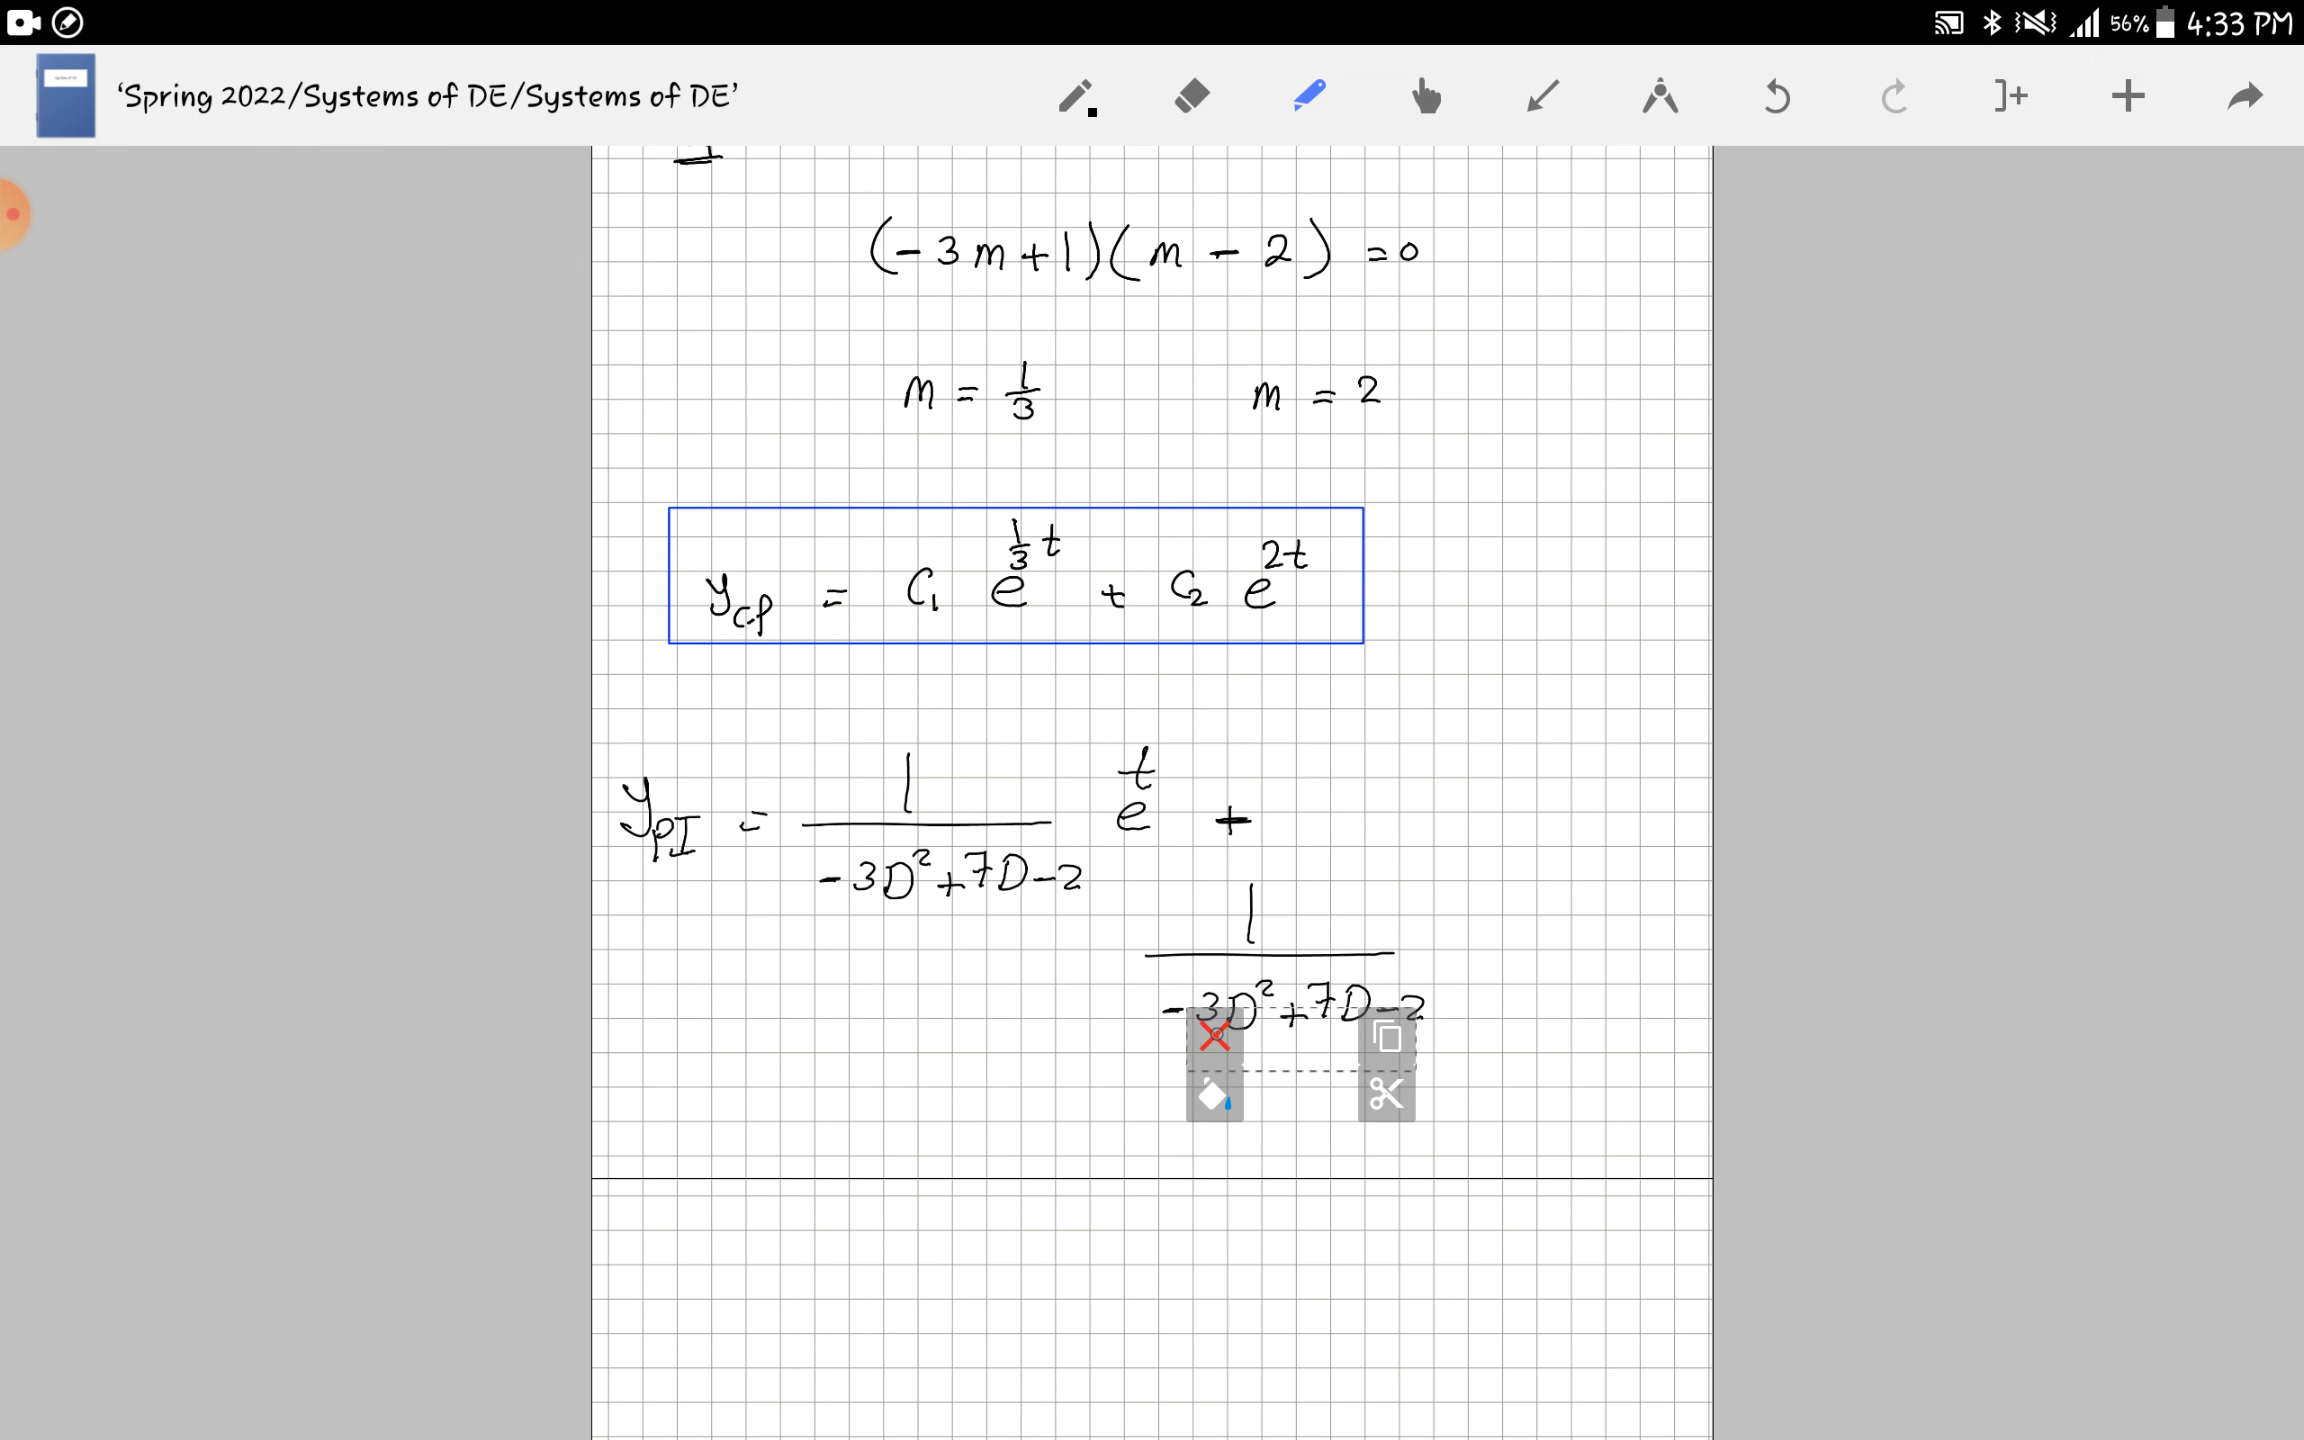 56% 4:33 PM
‘Spring 2022/Systems of DE/Systems of DE’
(-3m+1)(m-2) =0
m = 1/3 m = 2
y_CF = C₁ e^(1/3 t) + C₂ e^(2t)
y_PI = 1/(-3D²+7D-2) e^t +
1/(-3D²+7D-2)